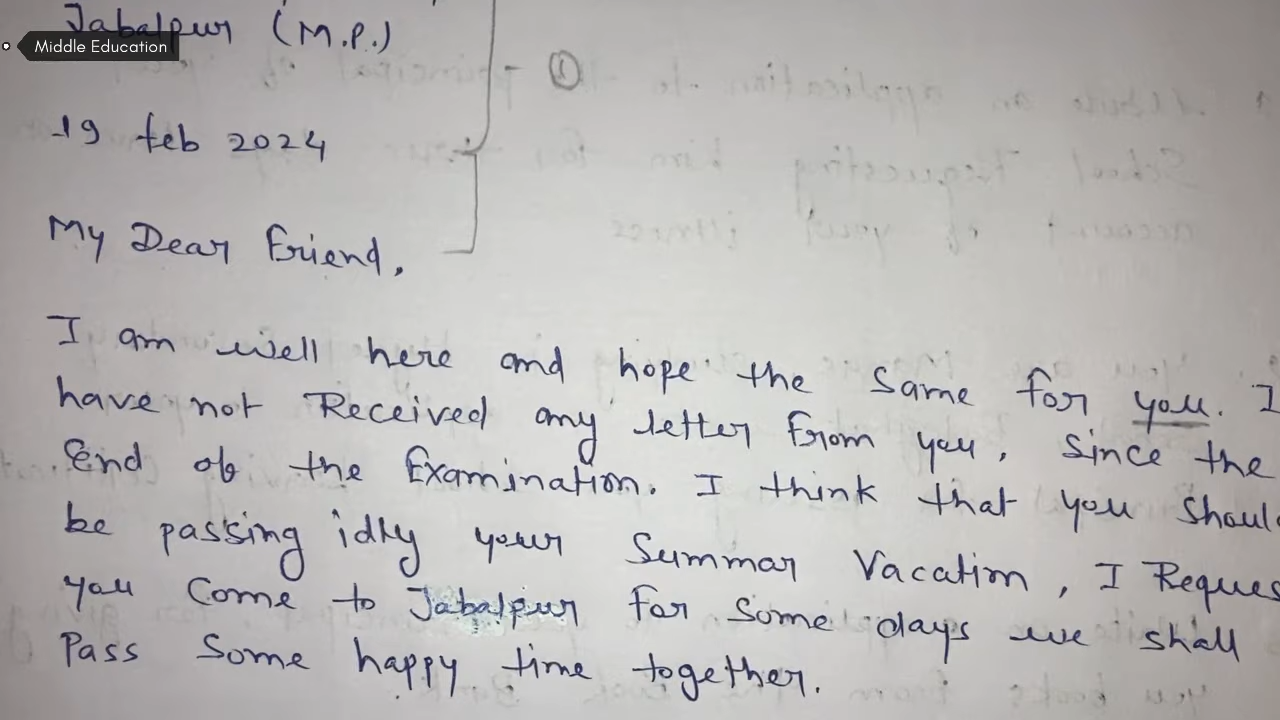 Jabalpur (M.P.)
Middle Education
①
19 feb 2024
My Dear Friend,
I am well here and hope the same for you. I
have not Received any letter from you, Since the
End of the Examination. I think that you Should
be passing idly your Summar Vacation, I Reques
you Come to Jabalpur for Some days we shall
Pass Some happy time together.